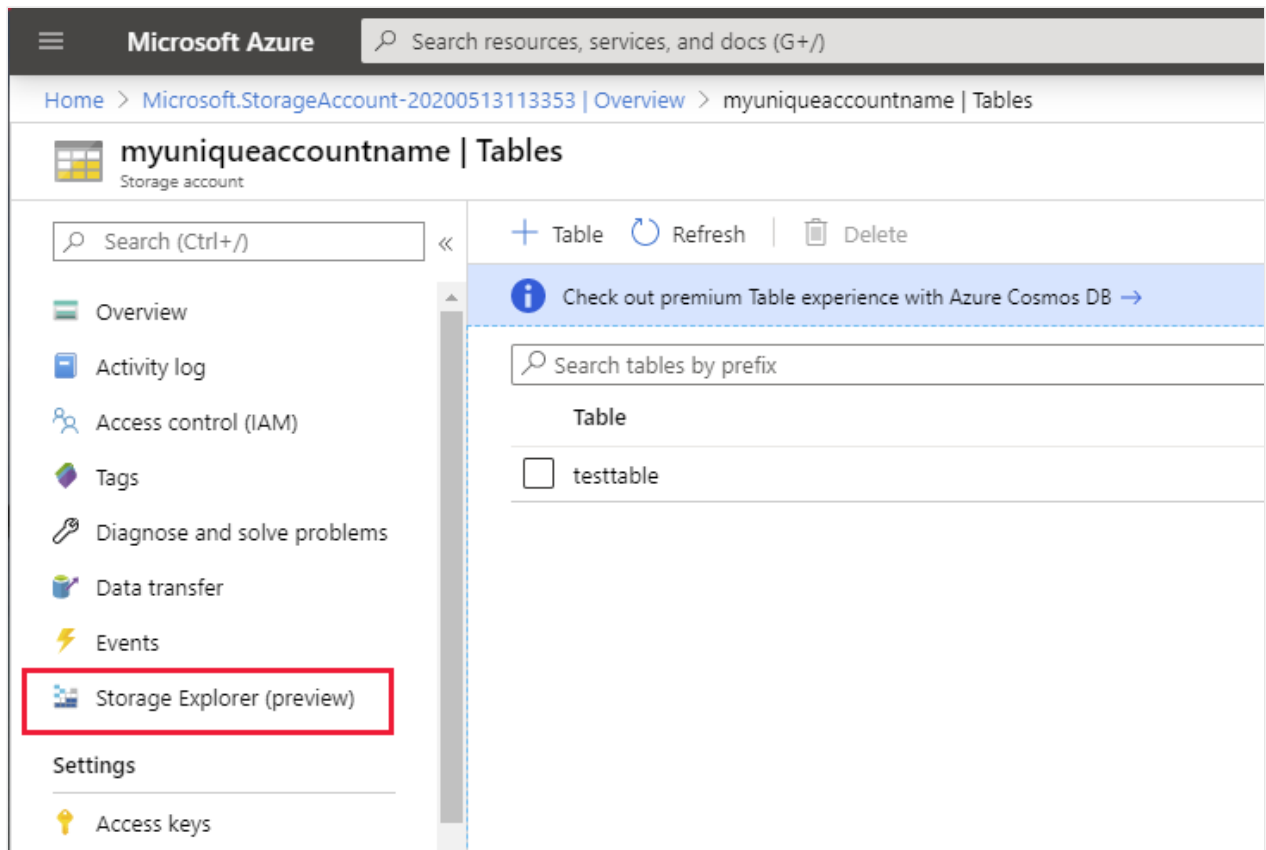 Microsoft Azure
Search resources, services, and docs (G+/)
Home > Microsoft.StorageAccount-20200513113353 | Overview > myuniqueaccountname | Tables
myuniqueaccountname | Tables
Storage account
Search (Ctrl+/)
«
Overview
Activity log
Access control (IAM)
Tags
Diagnose and solve problems
Data transfer
Events
Storage Explorer (preview)
Settings
Access keys
+ Table Refresh | Delete
Check out premium Table experience with Azure Cosmos DB →
Search tables by prefix
Table
testtable